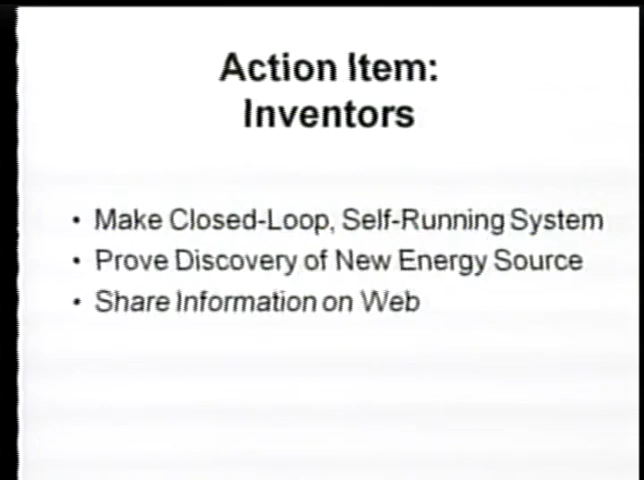 Action Item:
Inventors
• Make Closed-Loop, Self-Running System
• Prove Discovery of New Energy Source
• Share Information on Web